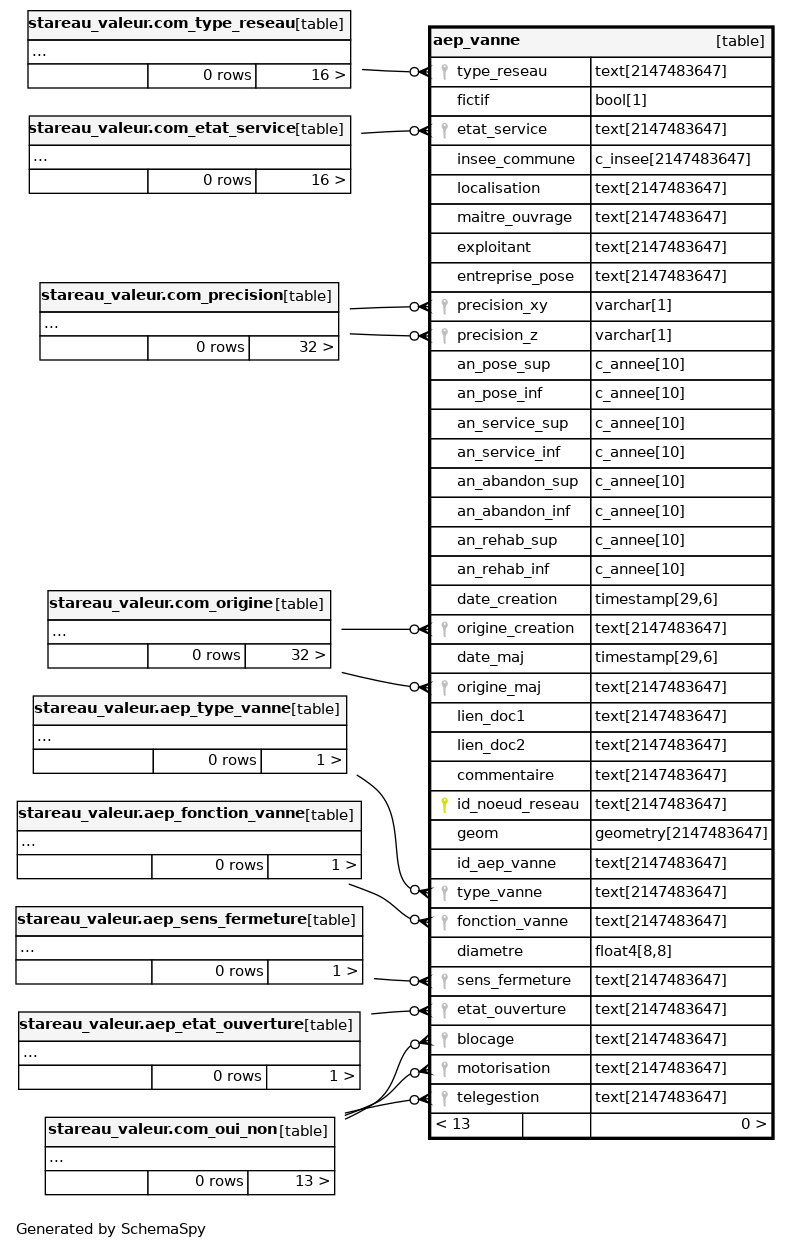 stareau_valeur.com_type_reseau[table]
...
0 rows 16 >
stareau_valeur.com_etat_service[table]
...
0 rows 16 >
stareau_valeur.com_precision[table]
...
0 rows 32 >
stareau_valeur.com_origine [table]
...
0 rows 32 >
stareau_valeur.aep_type_vanne[table]
...
0 rows 1 >
stareau_valeur.aep_fonction_vanne[table]
...
0 rows 1 >
stareau_valeur.aep_sens_fermeture[table]
...
0 rows 1 >
stareau_valeur.aep_etat_ouverture[table]
...
0 rows 1 >
stareau_valeur.com_oui_non[table]
...
0 rows 13 >
aep_vanne [table]
type_reseau text[2147483647]
fictif bool[1]
etat_service text[2147483647]
insee_commune c_insee[2147483647]
localisation text[2147483647]
maitre_ouvrage text[2147483647]
exploitant text[2147483647]
entreprise_pose text[2147483647]
precision_xy varchar[1]
precision_z varchar[1]
an_pose_sup c_annee[10]
an_pose_inf c_annee[10]
an_service_sup c_annee[10]
an_service_inf c_annee[10]
an_abandon_sup c_annee[10]
an_abandon_inf c_annee[10]
an_rehab_sup c_annee[10]
an_rehab_inf c_annee[10]
date_creation timestamp[29,6]
origine_creation text[2147483647]
date_maj timestamp[29,6]
origine_maj text[2147483647]
lien_doc1 text[2147483647]
lien_doc2 text[2147483647]
commentaire text[2147483647]
id_noeud_reseau text[2147483647]
geom geometry[2147483647]
id_aep_vanne text[2147483647]
type_vanne text[2147483647]
fonction_vanne text[2147483647]
diametre float4[8,8]
sens_fermeture text[2147483647]
etat_ouverture text[2147483647]
blocage text[2147483647]
motorisation text[2147483647]
telegestion text[2147483647]
< 13 0 >
Generated by SchemaSpy